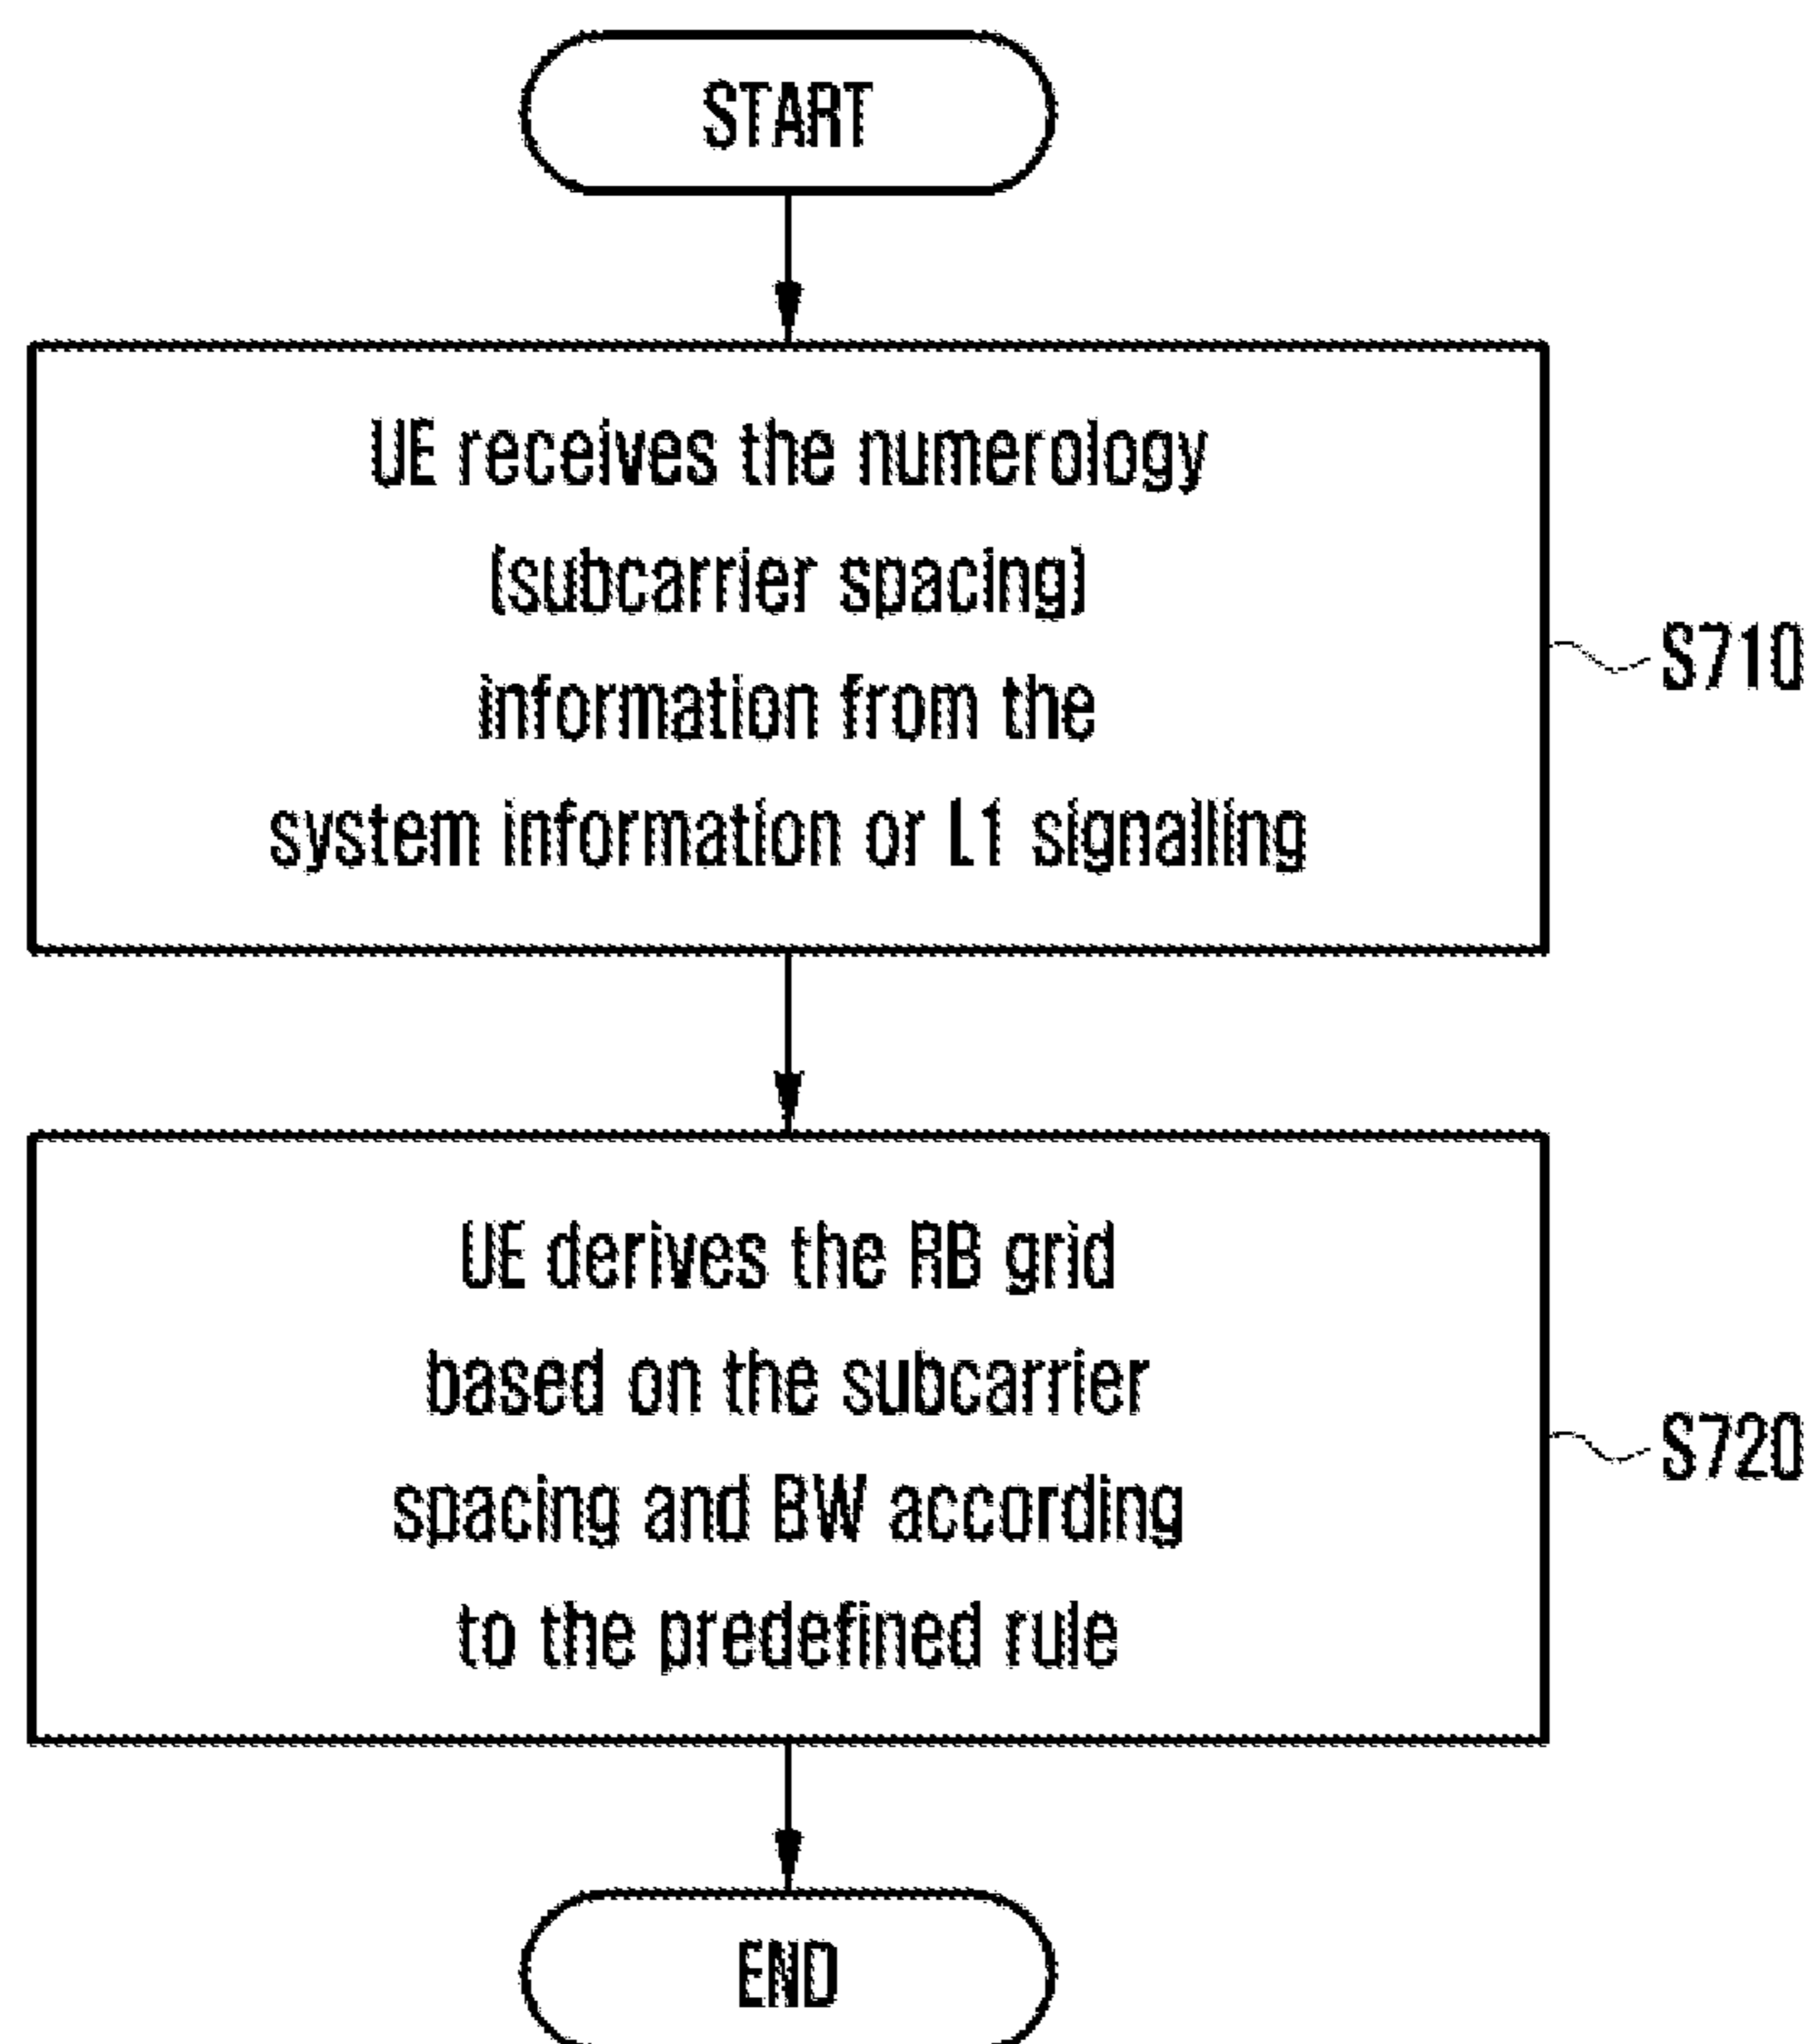 START
UE receives the numerology
(subcarrier spacing)
information from the
system information or L1 signalling
S710
UE derives the RB grid
based on the subcarrier
spacing and BW according
to the predefined rule
S720
END